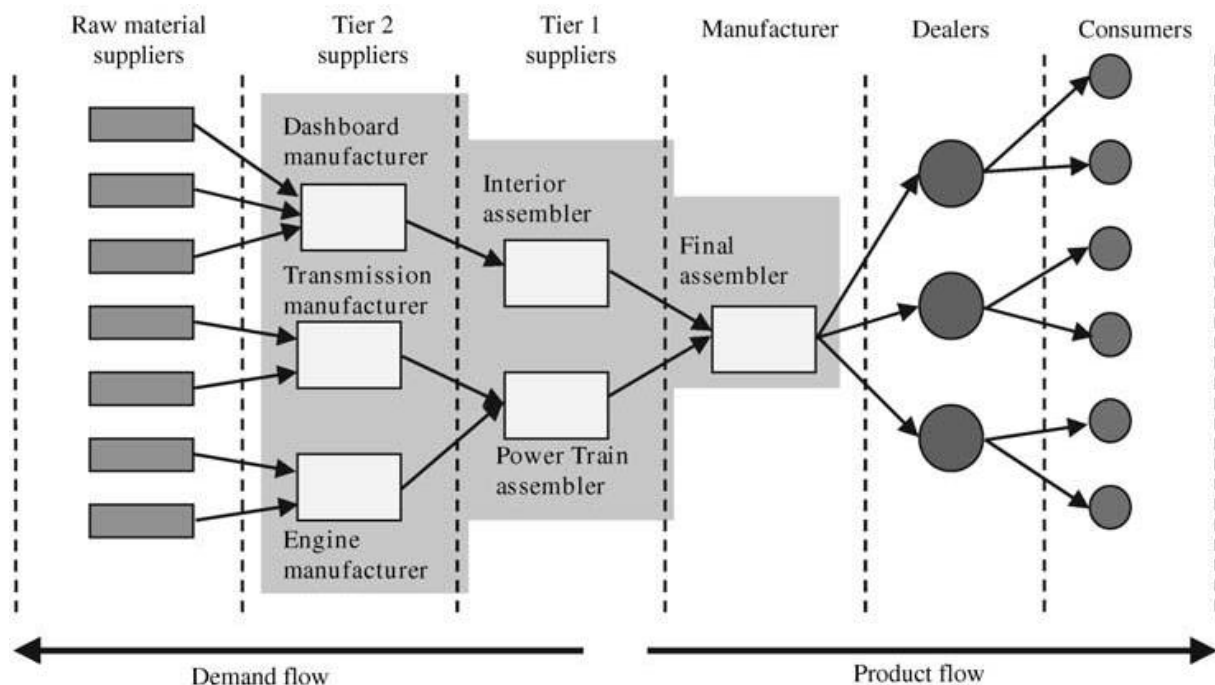 Raw material
suppliers
Tier 2
suppliers
Tier 1
suppliers
Manufacturer
Dealers
Consumers
Dashboard
manufacturer
Transmission
manufacturer
Engine
manufacturer
Interior
assembler
Power Train
assembler
Final
assembler
Demand flow
Product flow